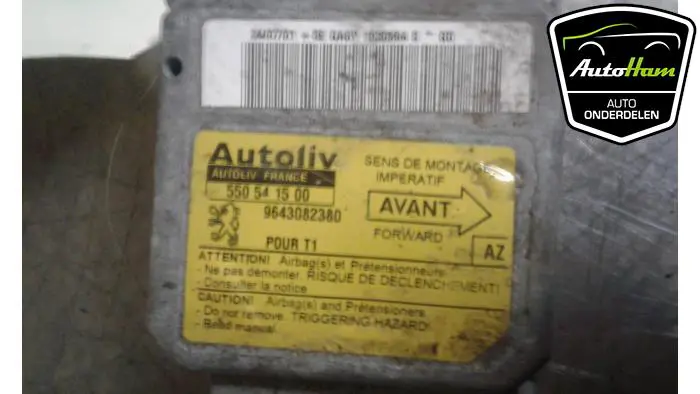 AutoHam
AUTO
ONDERDELEN
Autoliv
AUTOLIV FRANCE
550 54 15 00
9643082380
POUR T1
SENS DE MONTAGE
IMPERATIF
AVANT
FORWARD
AZ
ATTENTION! Airbag(s) et Prétensionneurs
- Ne pas démonter. RISQUE DE DECLENCHEMENT!
- Consulter la notice
CAUTION! Airbag(s) and Pretensioners
- Do not remove. TRIGGERING HAZARD!
- Read manual.